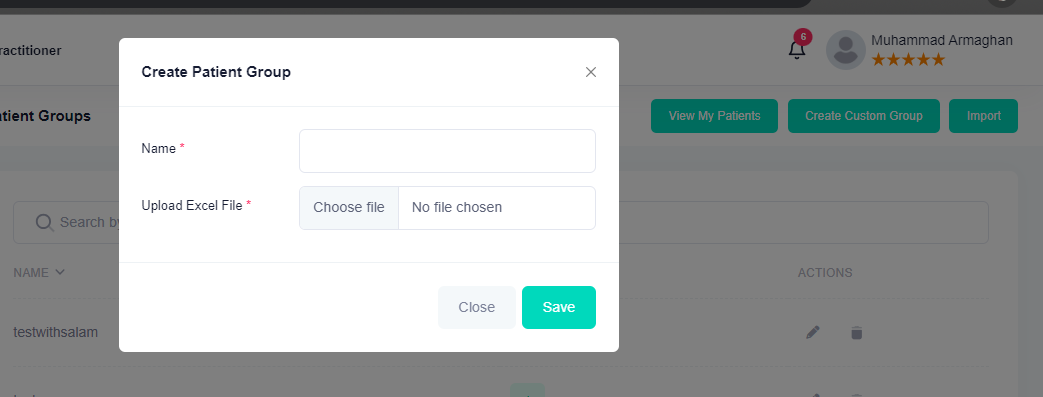 ractitioner
6
Muhammad Armaghan
Create Patient Group
atient Groups
View My Patients
Create Custom Group
Import
Name *
Upload Excel File *
Choose file
No file chosen
Search by
NAME
ACTIONS
Close
Save
testwithsalam